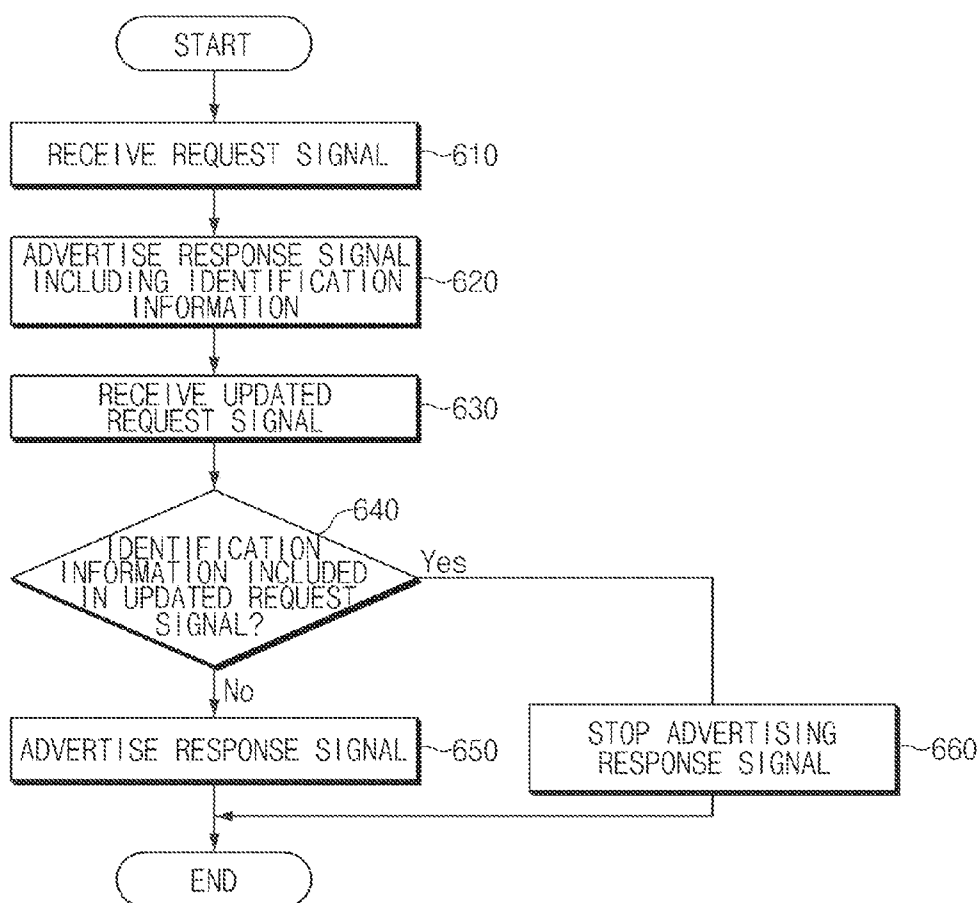 START
RECEIVE REQUEST SIGNAL
610
ADVERTISE RESPONSE SIGNAL
INCLUDING IDENTIFICATION
INFORMATION
620
RECEIVE UPDATED
REQUEST SIGNAL
630
640
IDENTIFICATION
INFORMATION INCLUDED
IN UPDATED REQUEST
SIGNAL?
Yes
No
ADVERTISE RESPONSE SIGNAL
650
STOP ADVERTISING
RESPONSE SIGNAL
660
END